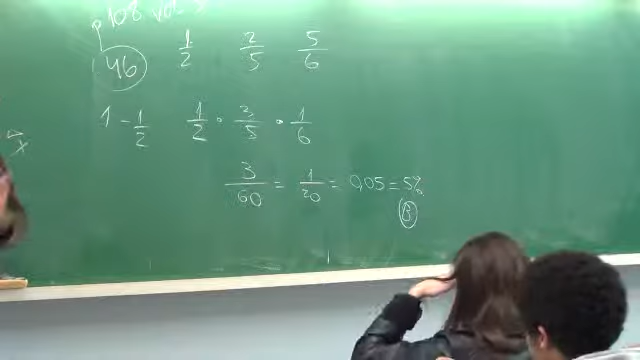 p 108 vol 2
46 1/2 2/5 5/6
1 - 1/2 1/2 · 3/5 · 1/6
3/60 = 1/20 = 0,05 = 5%
B